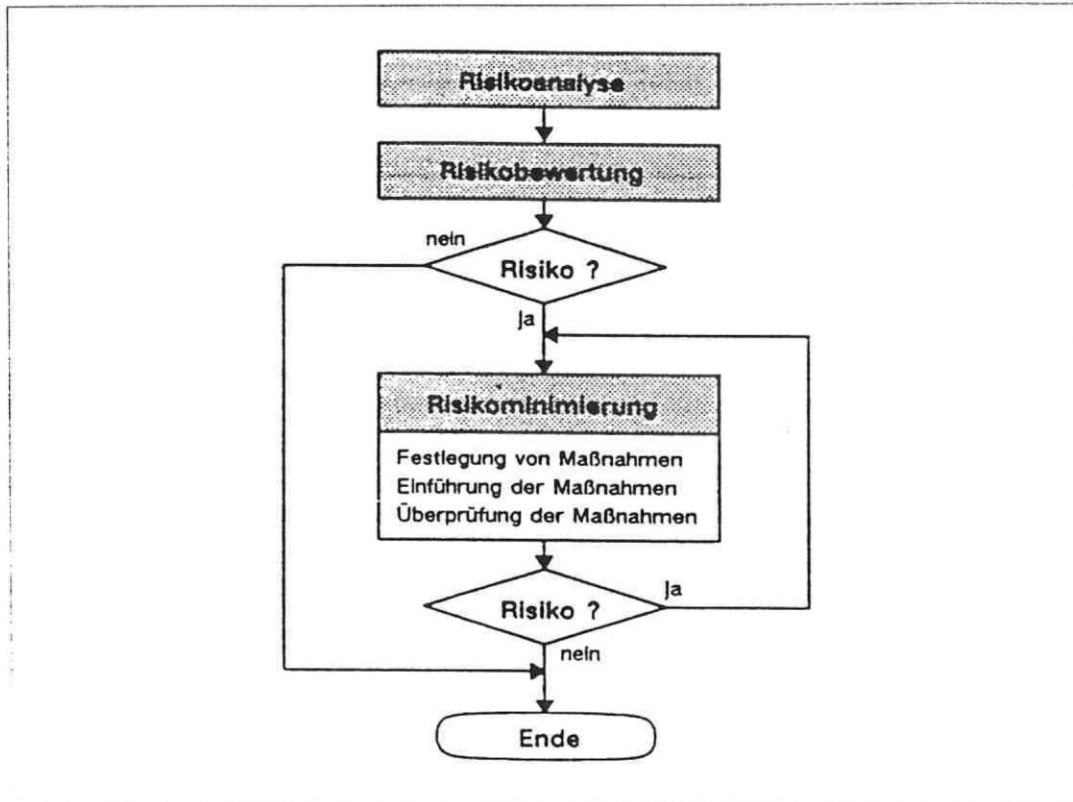 Risikoanalyse
Risikobewertung
nein
Risiko ?
ja
Risikominimierung
Festlegung von Maßnahmen
Einführung der Maßnahmen
Überprüfung der Maßnahmen
ja
Risiko ?
nein
Ende